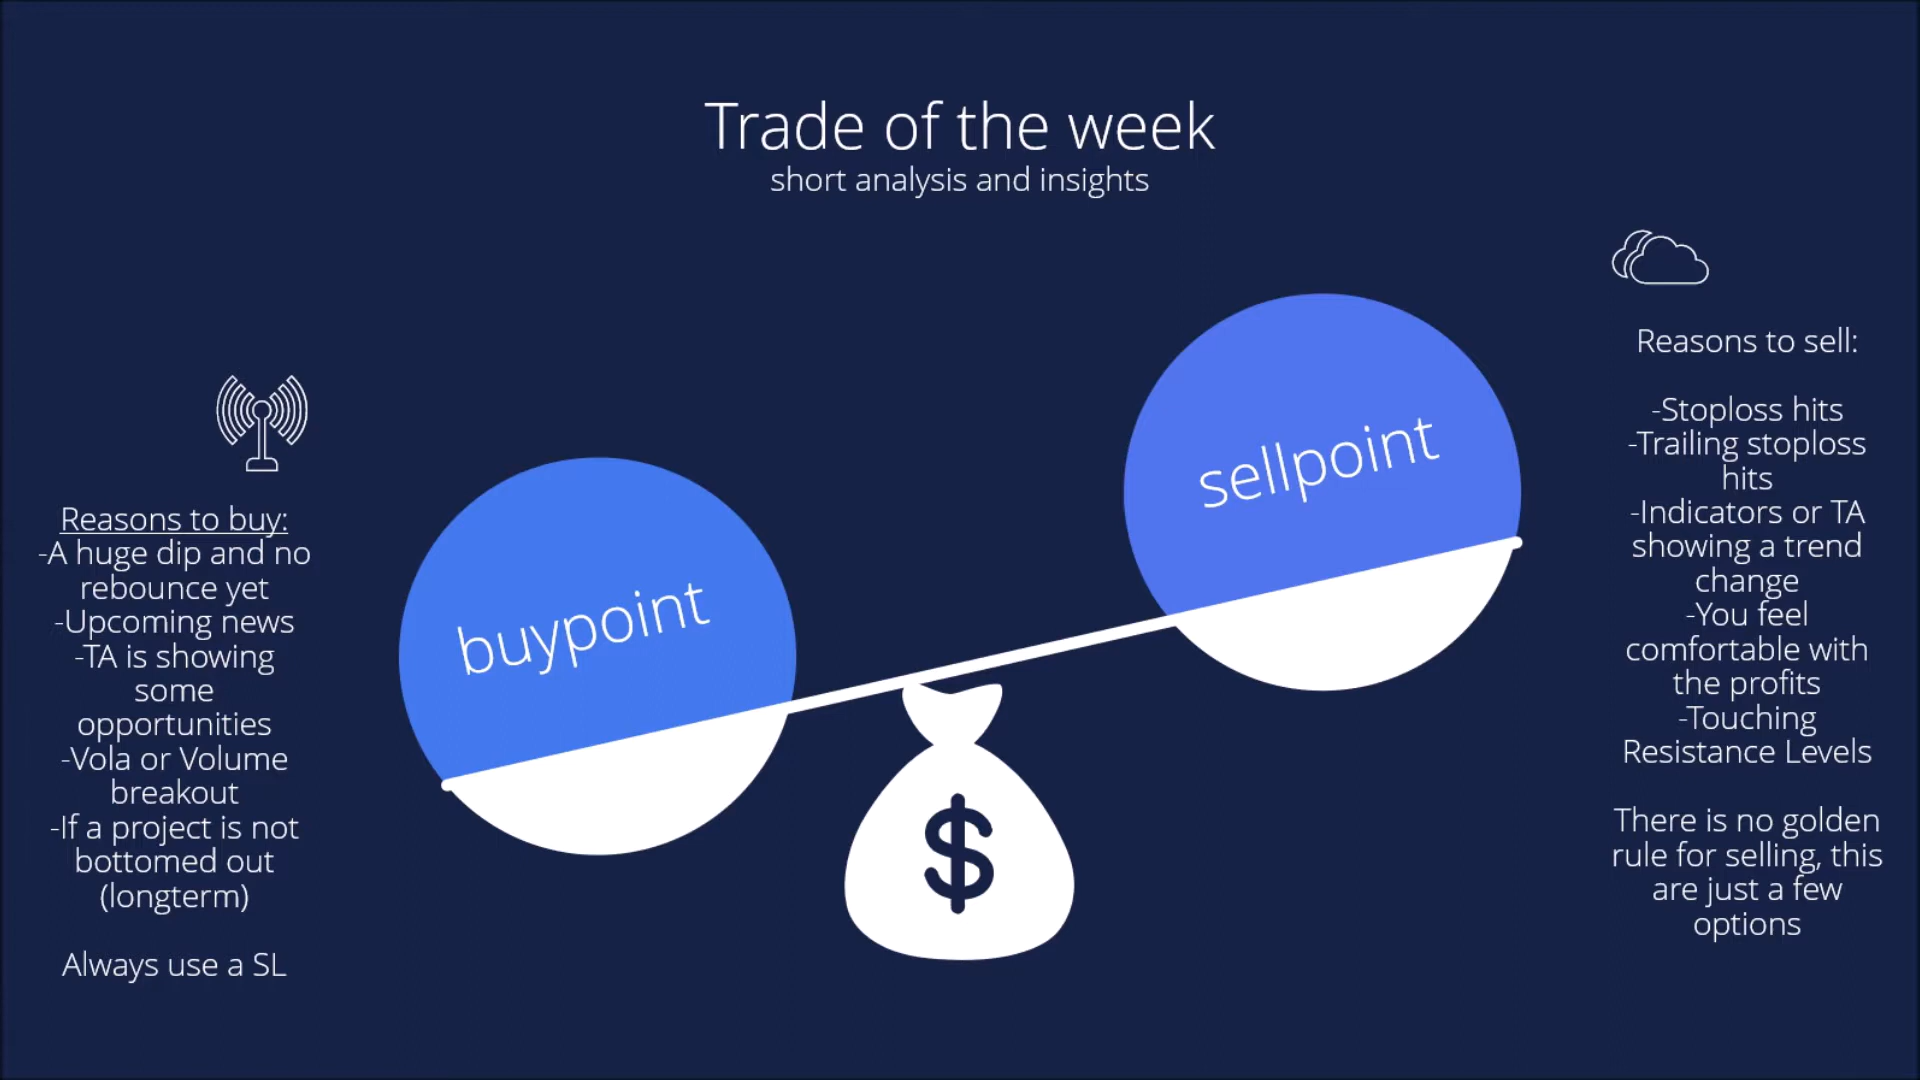 Trade of the week
short analysis and insights
Reasons to buy:
-A huge dip and no
rebounce yet
-Upcoming news
-TA is showing
some
opportunities
-Vola or Volume
breakout
-If a project is not
bottomed out
(longterm)
Always use a SL
buypoint
$
sellpoint
Reasons to sell:
-Stoploss hits
-Trailing stoploss
hits
-Indicators or TA
showing a trend
change
-You feel
comfortable with
the profits
-Touching
Resistance Levels
There is no golden
rule for selling, this
are just a few
options